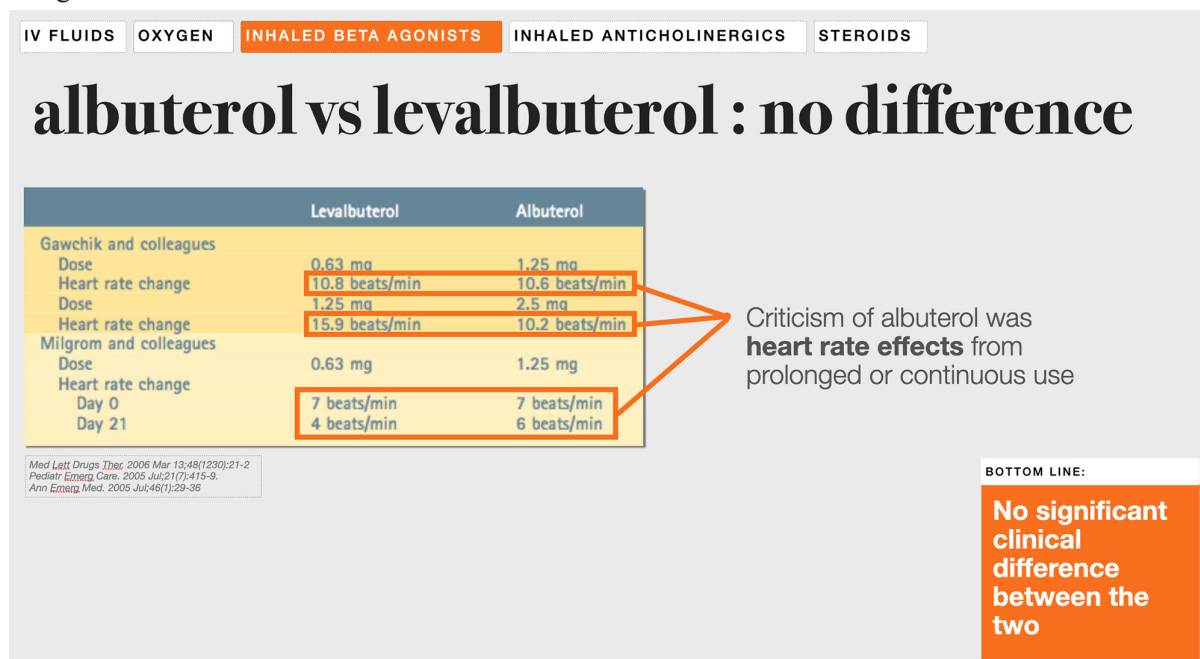 IV FLUIDS
OXYGEN
INHALED BETA AGONISTS
INHALED ANTICHOLINERGICS
STEROIDS
albuterol vs levalbuterol : no difference
Levalbuterol Albuterol
Gawchik and colleagues
Dose 0.63 mg 1.25 mg
Heart rate change 10.8 beats/min 10.6 beats/min
Dose 1.25 mg 2.5 mg
Heart rate change 15.9 beats/min 10.2 beats/min
Milgrom and colleagues
Dose 0.63 mg 1.25 mg
Heart rate change
Day 0 7 beats/min 7 beats/min
Day 21 4 beats/min 6 beats/min
Criticism of albuterol was
heart rate effects from
prolonged or continuous use
Med Lett Drugs Ther. 2006 Mar 13;48(1230):21-2
Pediatr Emerg Care. 2005 Jul;21(7):415-9.
Ann Emerg Med. 2005 Jul;46(1):29-36
BOTTOM LINE:
No significant
clinical
difference
between the
two